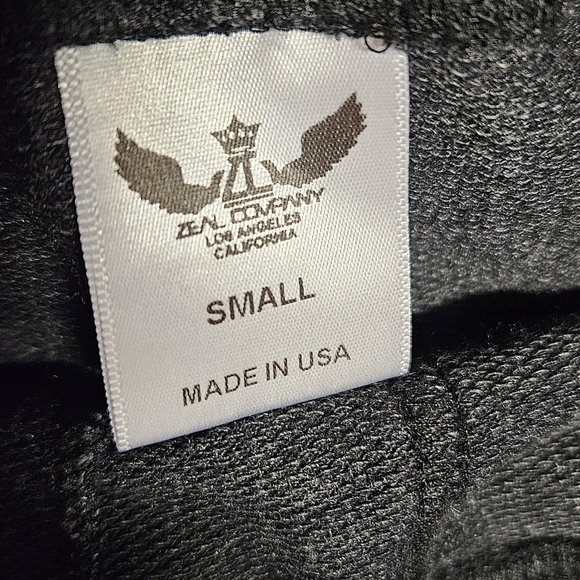 ZEAL COMPANY
LOS ANGELES
CALIFORNIA
SMALL
MADE IN USA